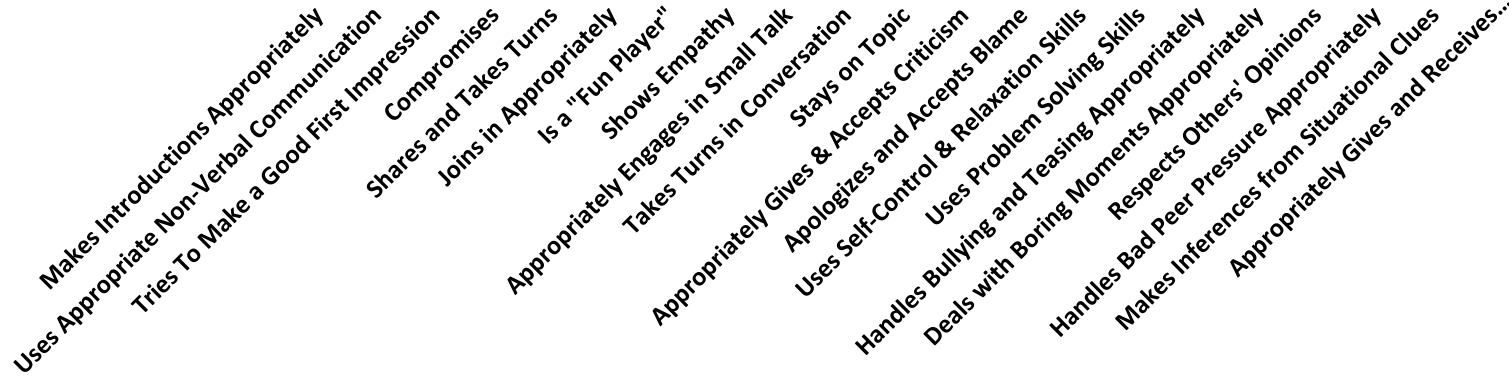 Makes Introductions Appropriately
Uses Appropriate Non-Verbal Communication
Tries To Make a Good First Impression
Compromises
Shares and Takes Turns
Joins in Appropriately
Is a "Fun Player"
Shows Empathy
Appropriately Engages in Small Talk
Takes Turns in Conversation
Stays on Topic
Appropriately Gives & Accepts Criticism
Apologizes and Accepts Blame
Uses Self-Control & Relaxation Skills
Uses Problem Solving Skills
Handles Bullying and Teasing Appropriately
Deals with Boring Moments Appropriately
Respects Others' Opinions
Handles Bad Peer Pressure Appropriately
Makes Inferences from Situational Clues
Appropriately Gives and Receives...